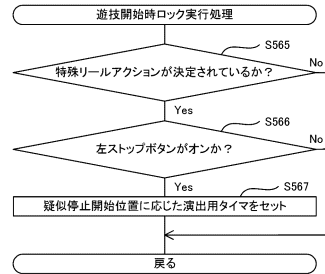 遊技開始時ロック実行処理
S565
特殊リールアクションが決定されているか？
No
Yes
S566
左ストップボタンがオンか？
No
Yes
S567
疑似停止開始位置に応じた演出用タイマをセット
戻る